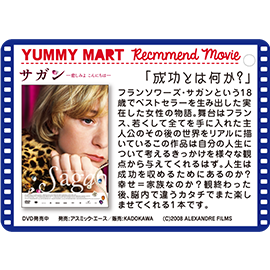 YUMMY MART Recmmend Movie
サガン
ー悲しみよ こんにちはー
Sagan
「成功とは何か?」
フランソワーズ・サガンという18
歳でベストセラーを生み出した実
在した女性の物語。舞台はフラン
ス、若くして全てを手に入れた主
人公のその後の世界をリアルに描
いているこの作品は自分の人生に
ついて考えるきっかけを様々な観
点から与えてくれるはず。人生は
成功を収めるためにあるのか?
幸せ=家族なのか?観終わった
後、脳内で違うカタチでまた楽し
ませてくれる1本です。
DVD発売中 発売:アスミック・エース/販売:KADOKAWA (C)2008 ALEXANDRE FILMS